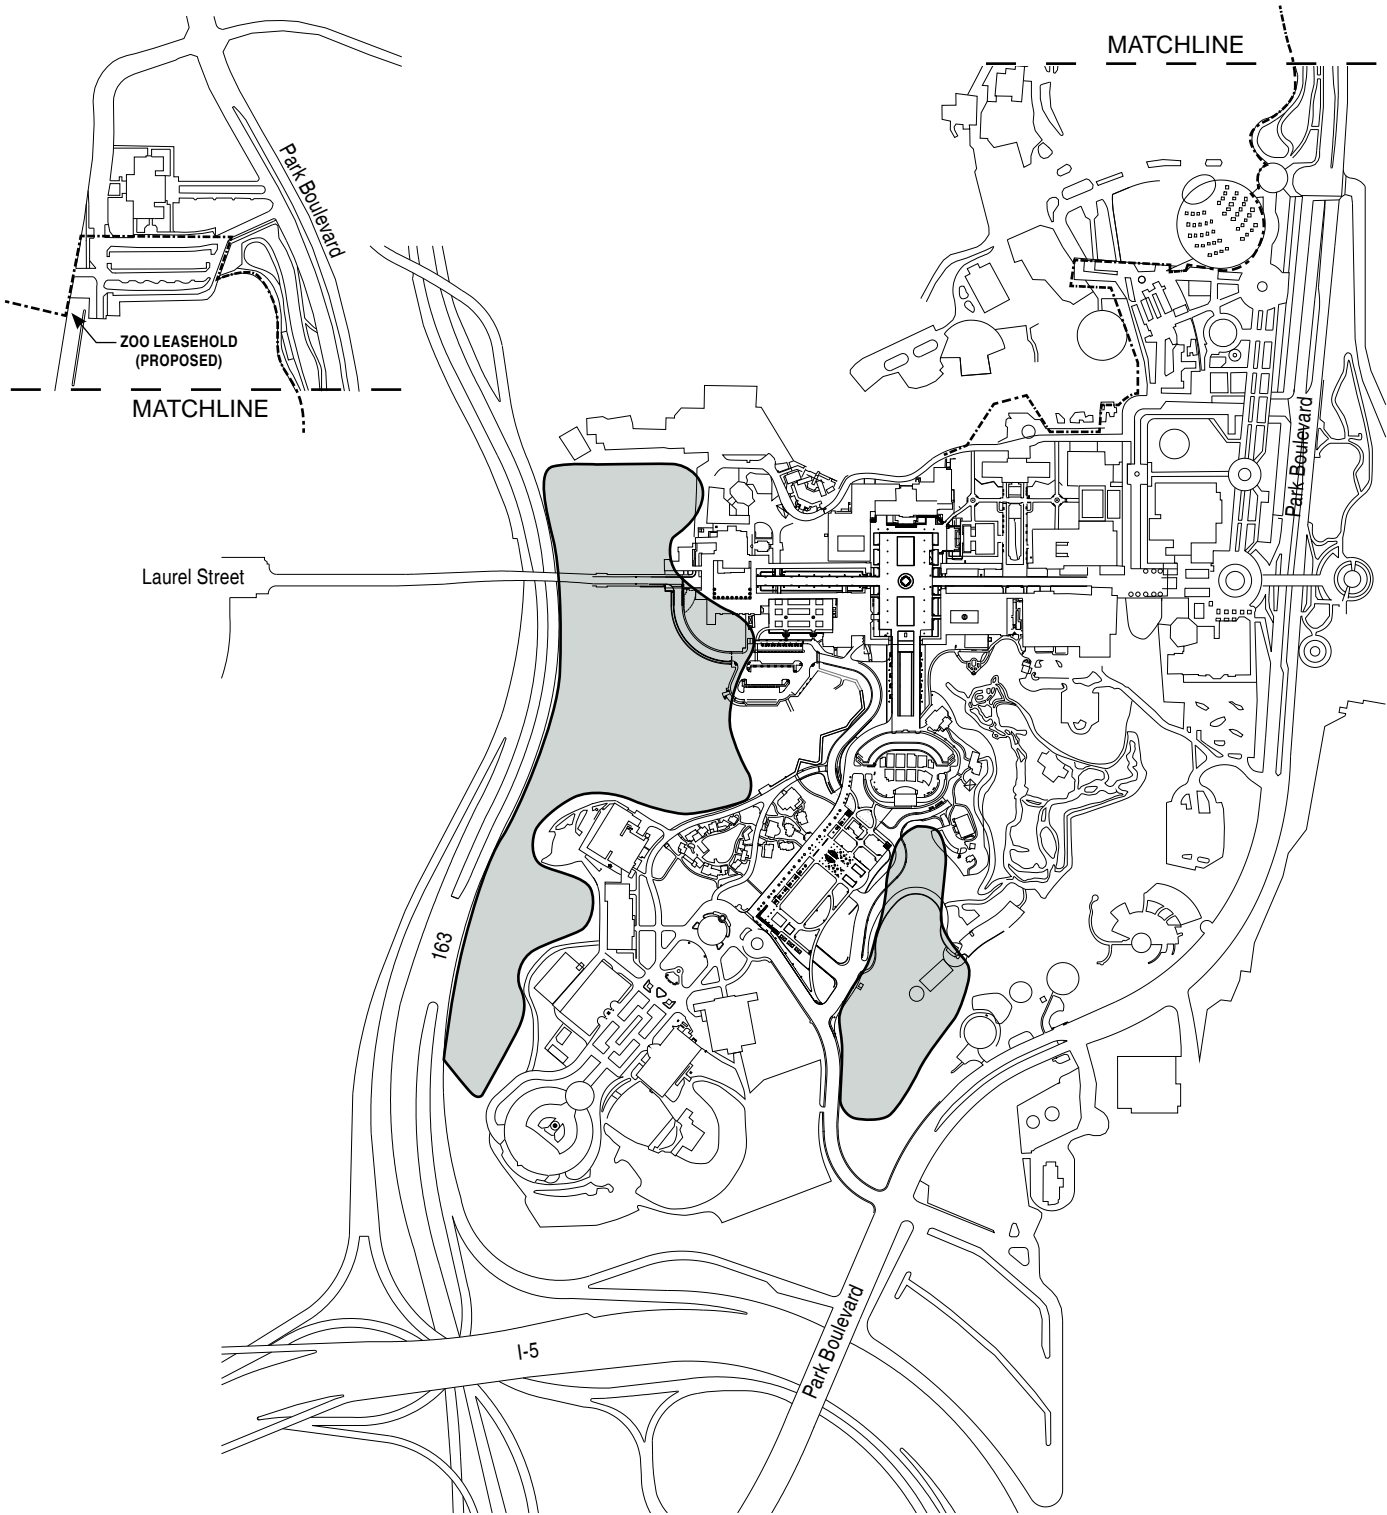 MATCHLINE
Park Boulevard
ZOO LEASEHOLD
(PROPOSED)
MATCHLINE
Park Boulevard
Laurel Street
163
I-5
Park Boulevard